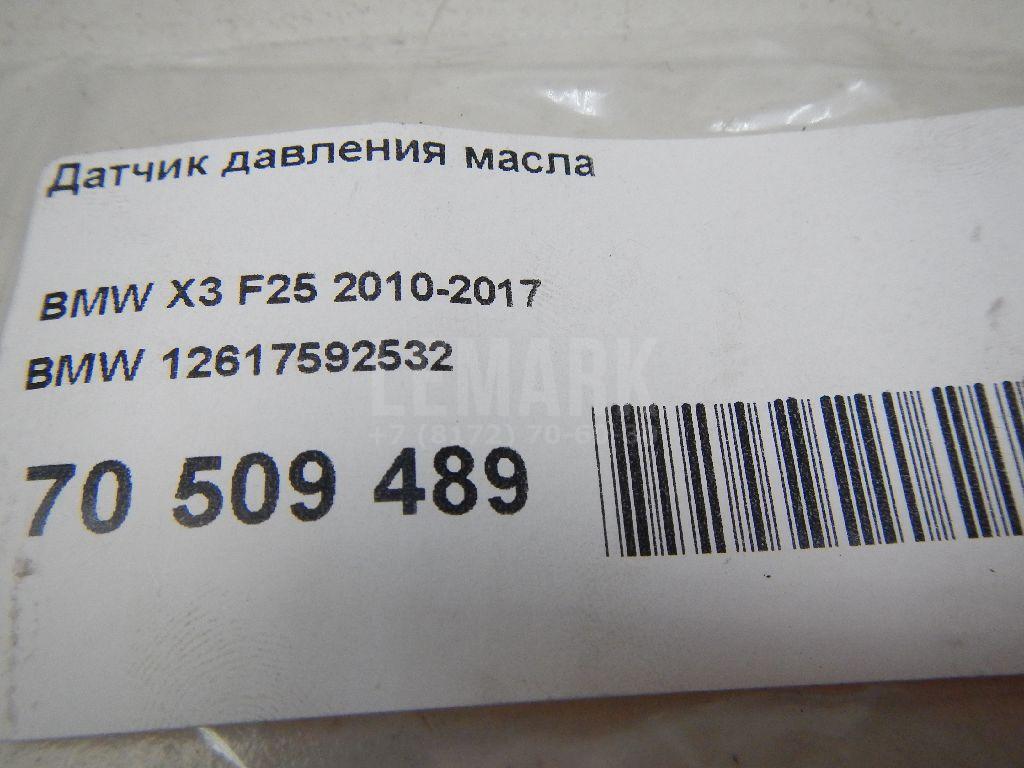 Датчик давления масла
BMW X3 F25 2010-2017
BMW 12617592532
LEMARK
70 509 489